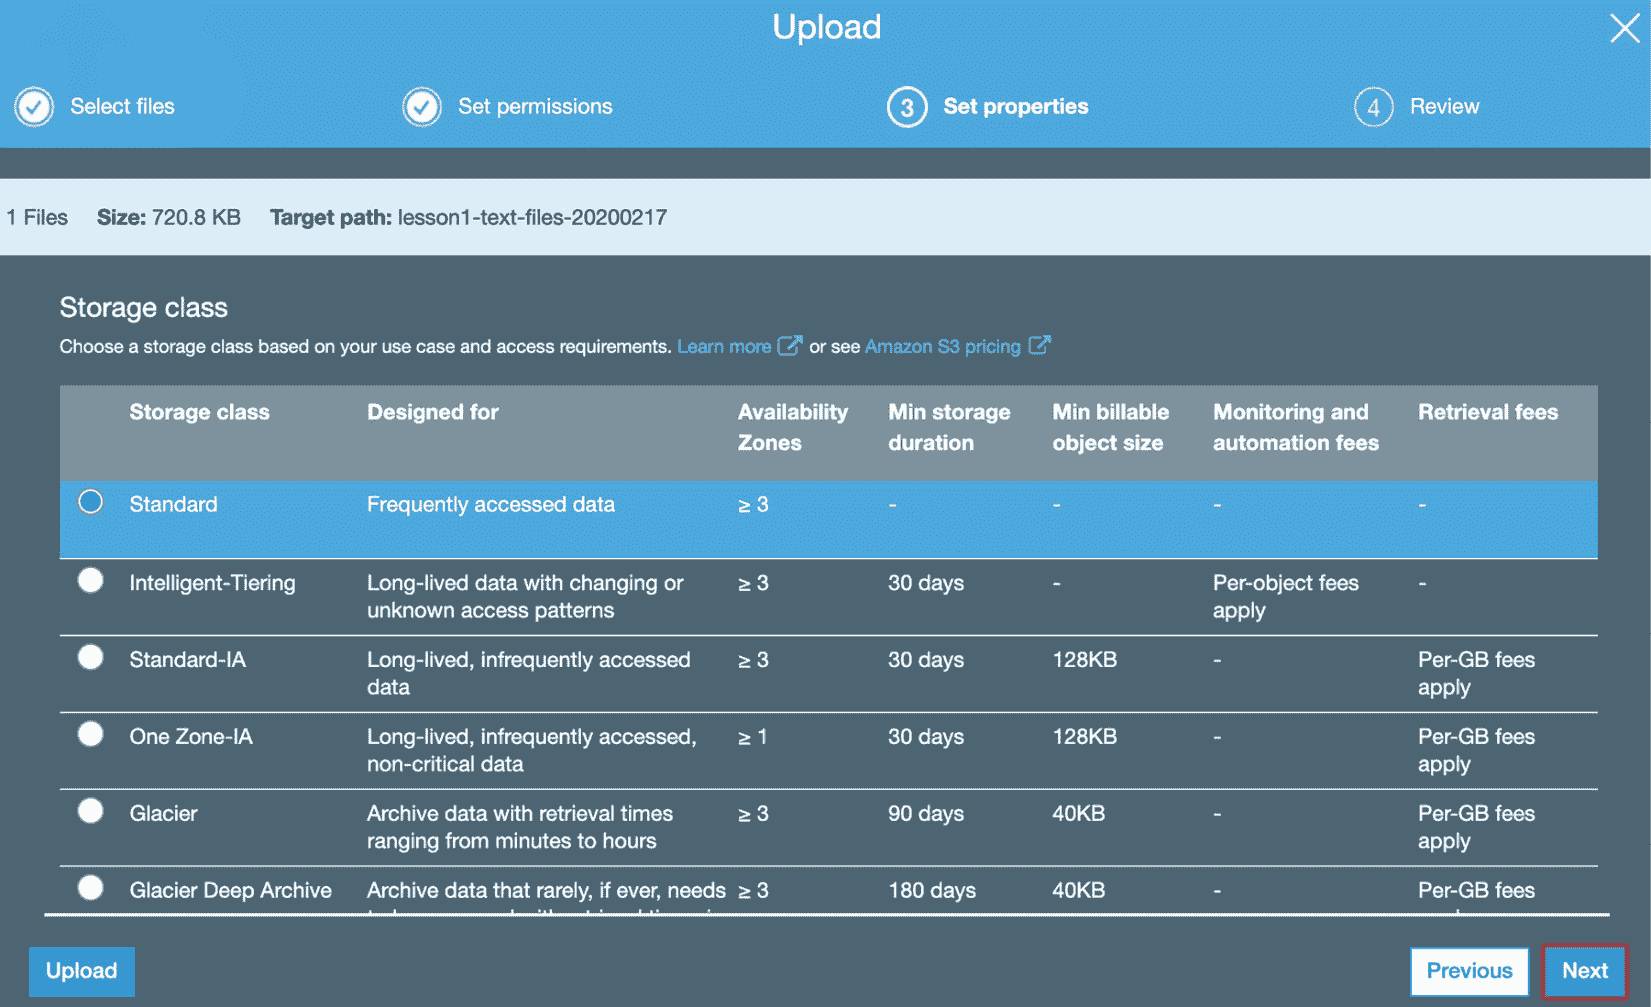 Upload
Select files
Set permissions
3 Set properties
4 Review
1 Files Size: 720.8 KB Target path: lesson1-text-files-20200217
Storage class
Choose a storage class based on your use case and access requirements. Learn more or see Amazon S3 pricing
Storage class Designed for Availability Zones Min storage duration Min billable object size Monitoring and automation fees Retrieval fees
Standard Frequently accessed data ≥ 3 - - - -
Intelligent-Tiering Long-lived data with changing or ≥ 3 30 days - Per-object fees -
unknown access patterns apply
Standard-IA Long-lived, infrequently accessed ≥ 3 30 days 128KB - Per-GB fees
data apply
One Zone-IA Long-lived, infrequently accessed, ≥ 1 30 days 128KB - Per-GB fees
non-critical data apply
Glacier Archive data with retrieval times ≥ 3 90 days 40KB - Per-GB fees
ranging from minutes to hours apply
Glacier Deep Archive Archive data that rarely, if ever, needs ≥ 3 180 days 40KB - Per-GB fees
Upload Previous Next